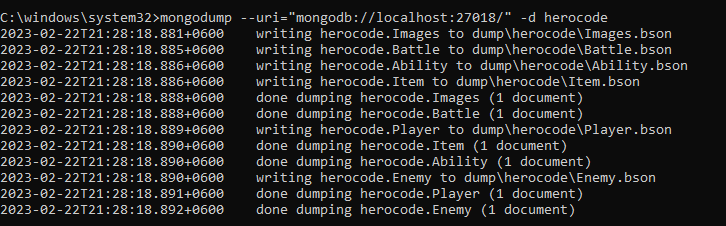 C:\windows\system32>mongodump --uri="mongodb://localhost:27018/" -d herocode
2023-02-22T21:28:18.881+0600    writing herocode.Images to dump\herocode\Images.bson
2023-02-22T21:28:18.885+0600    writing herocode.Battle to dump\herocode\Battle.bson
2023-02-22T21:28:18.886+0600    writing herocode.Ability to dump\herocode\Ability.bson
2023-02-22T21:28:18.886+0600    writing herocode.Item to dump\herocode\Item.bson
2023-02-22T21:28:18.888+0600    done dumping herocode.Images (1 document)
2023-02-22T21:28:18.888+0600    done dumping herocode.Battle (1 document)
2023-02-22T21:28:18.889+0600    writing herocode.Player to dump\herocode\Player.bson
2023-02-22T21:28:18.890+0600    done dumping herocode.Item (1 document)
2023-02-22T21:28:18.890+0600    done dumping herocode.Ability (1 document)
2023-02-22T21:28:18.890+0600    writing herocode.Enemy to dump\herocode\Enemy.bson
2023-02-22T21:28:18.891+0600    done dumping herocode.Player (1 document)
2023-02-22T21:28:18.892+0600    done dumping herocode.Enemy (1 document)